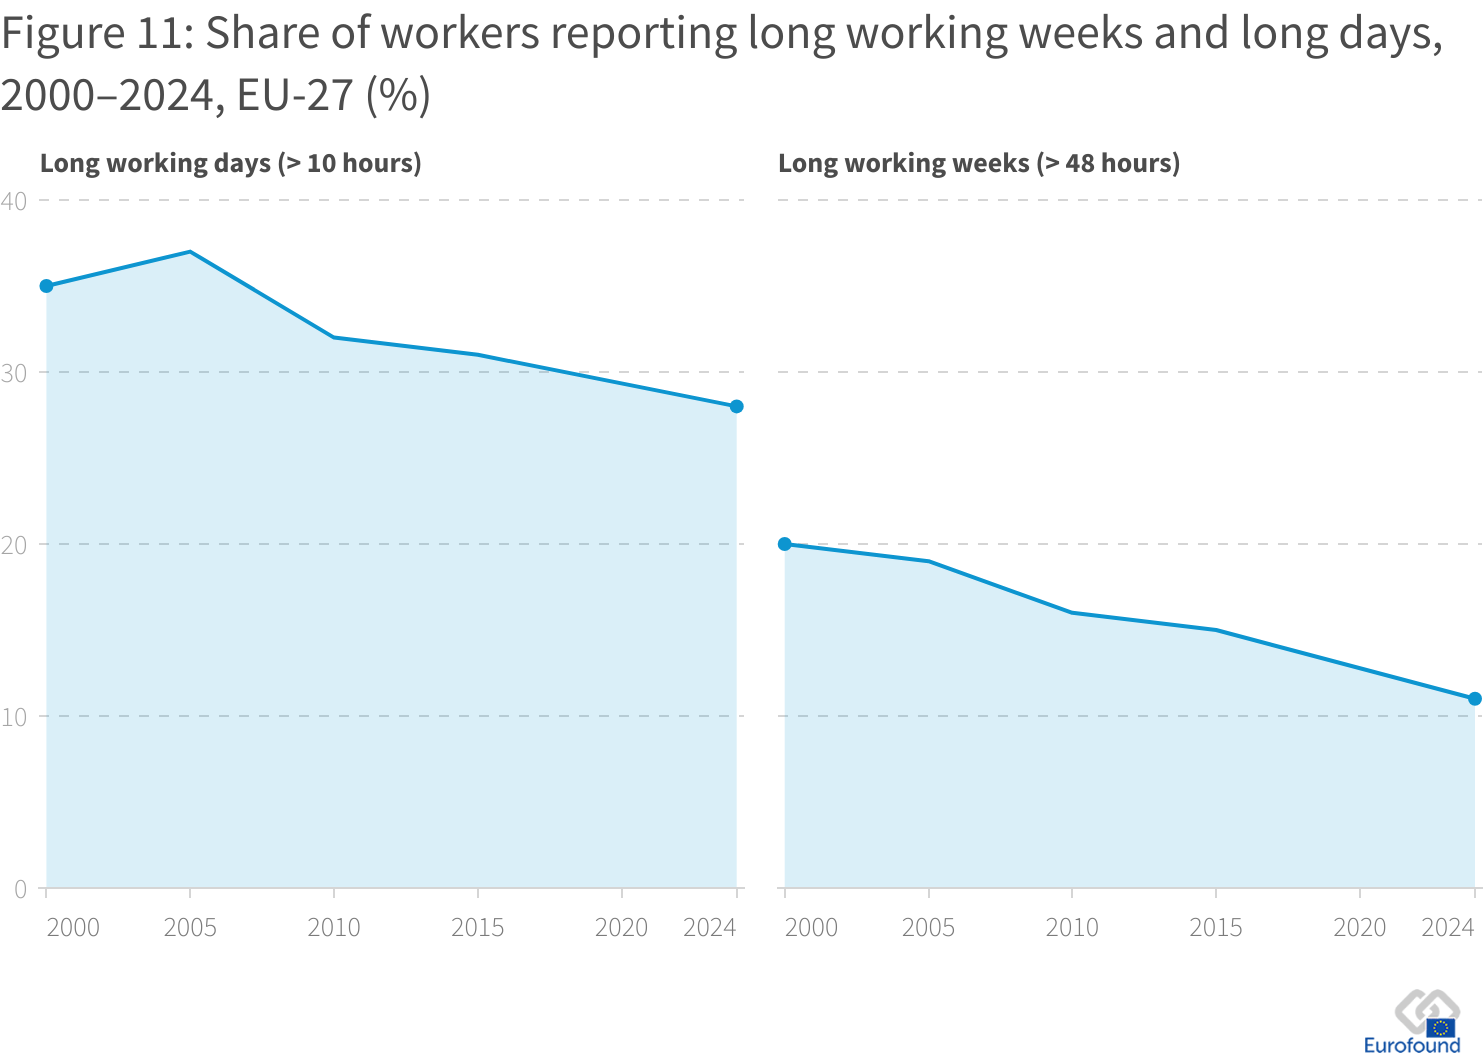 Figure 11: Share of workers reporting long working weeks and long days,
2000–2024, EU-27 (%)
Long working days (> 10 hours)
40
30
20
10
0
2000 2005 2010 2015 2020 2024
Long working weeks (> 48 hours)
2000 2005 2010 2015 2020 2024
Eurofound